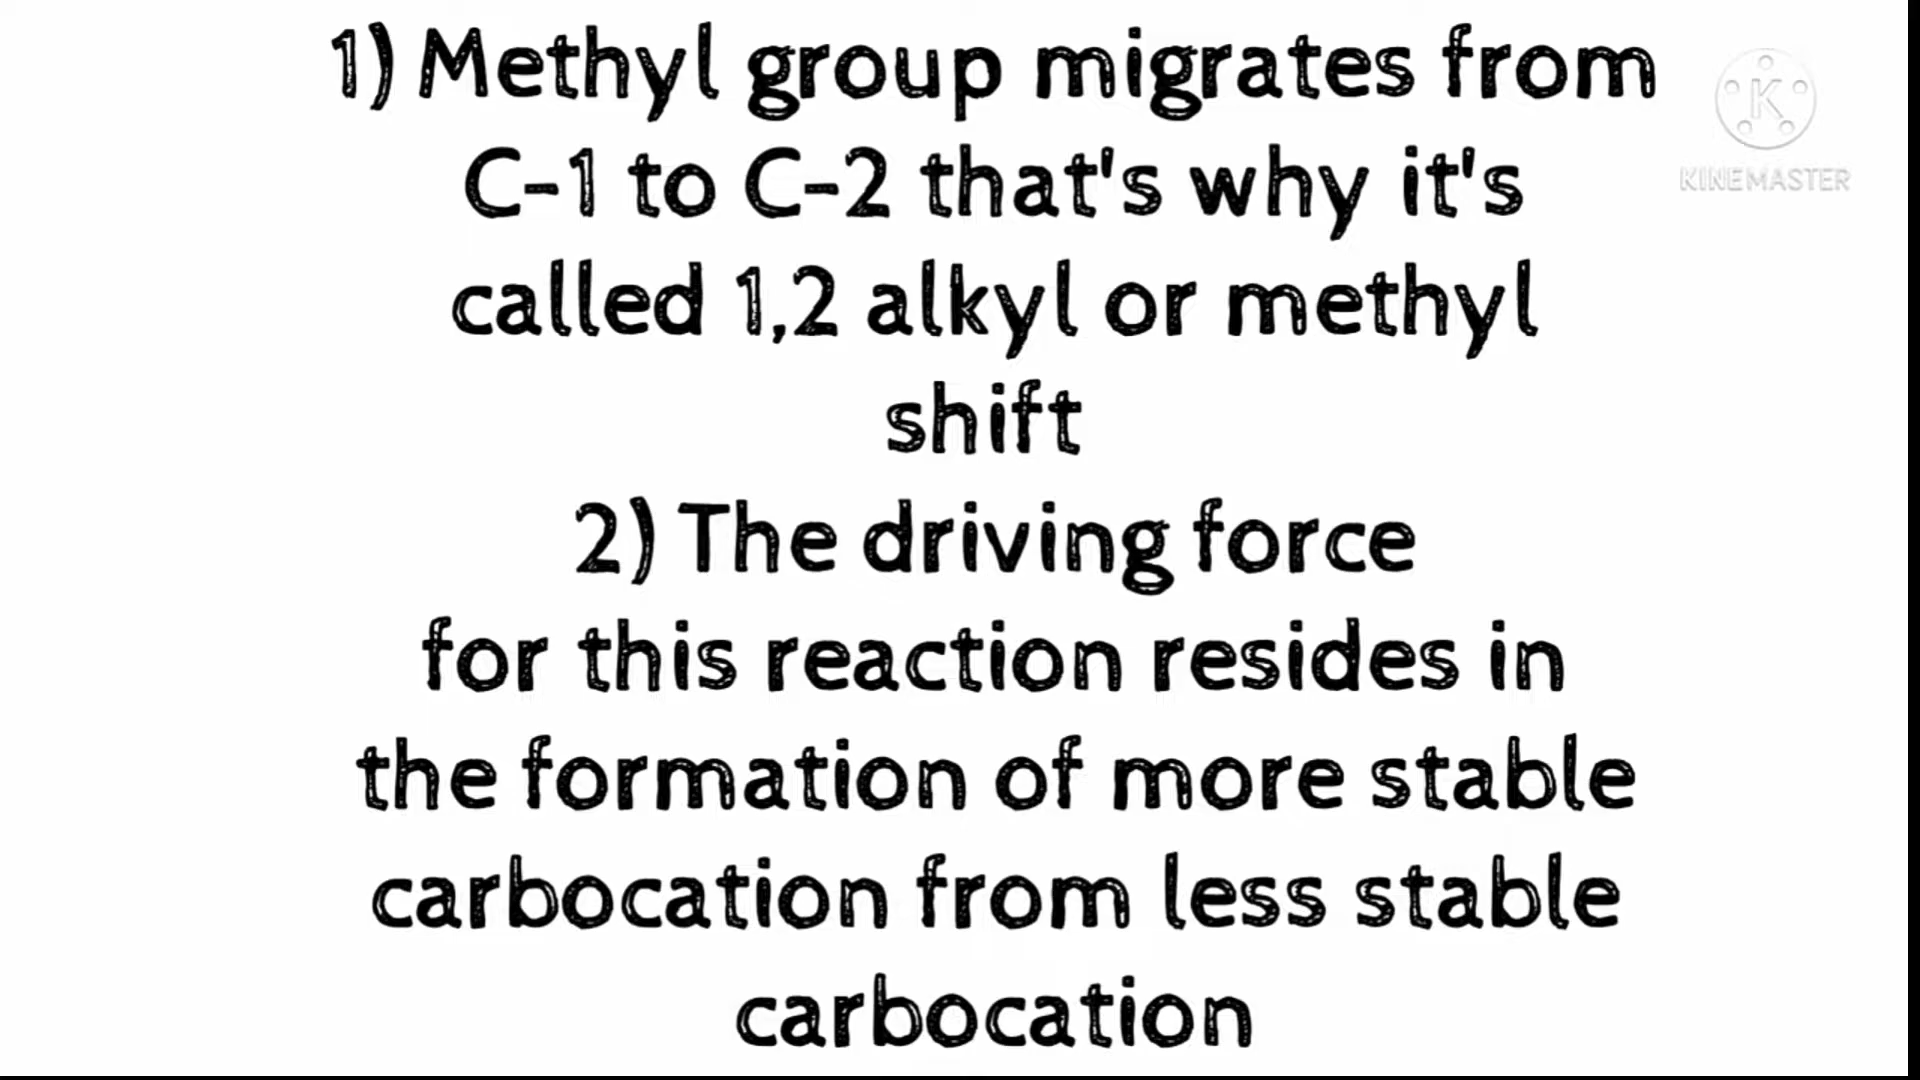 1) Methyl group migrates from
C-1 to C-2 that's why it's
called 1,2 alkyl or methyl
shift
2) The driving force
for this reaction resides in
the formation of more stable
carbocation from less stable
carbocation
K
KINEMASTER